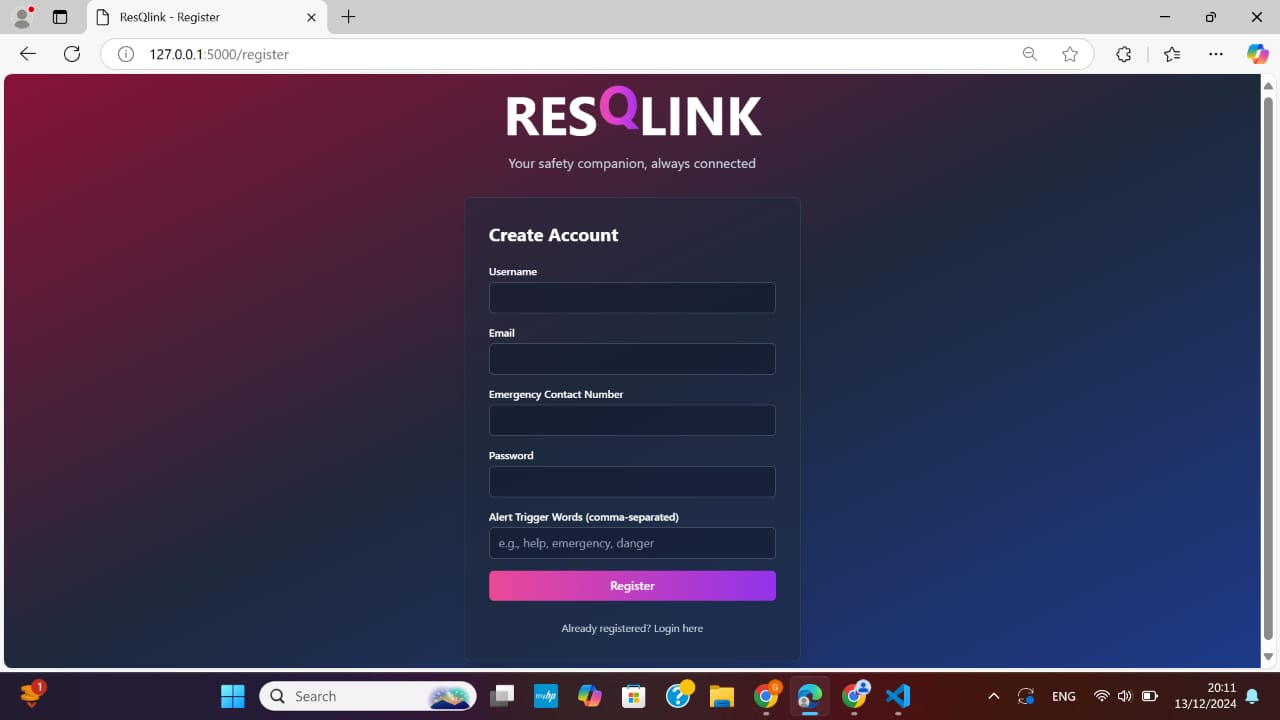 ResQlink - Register
127.0.0.1:5000/register
RESQLINK
Your safety companion, always connected
Create Account
Username
Email
Emergency Contact Number
Password
Alert Trigger Words (comma-separated)
e.g., help, emergency, danger
Register
Already registered? Login here
1
Search
myhp
G
ENG
20:11
13/12/2024